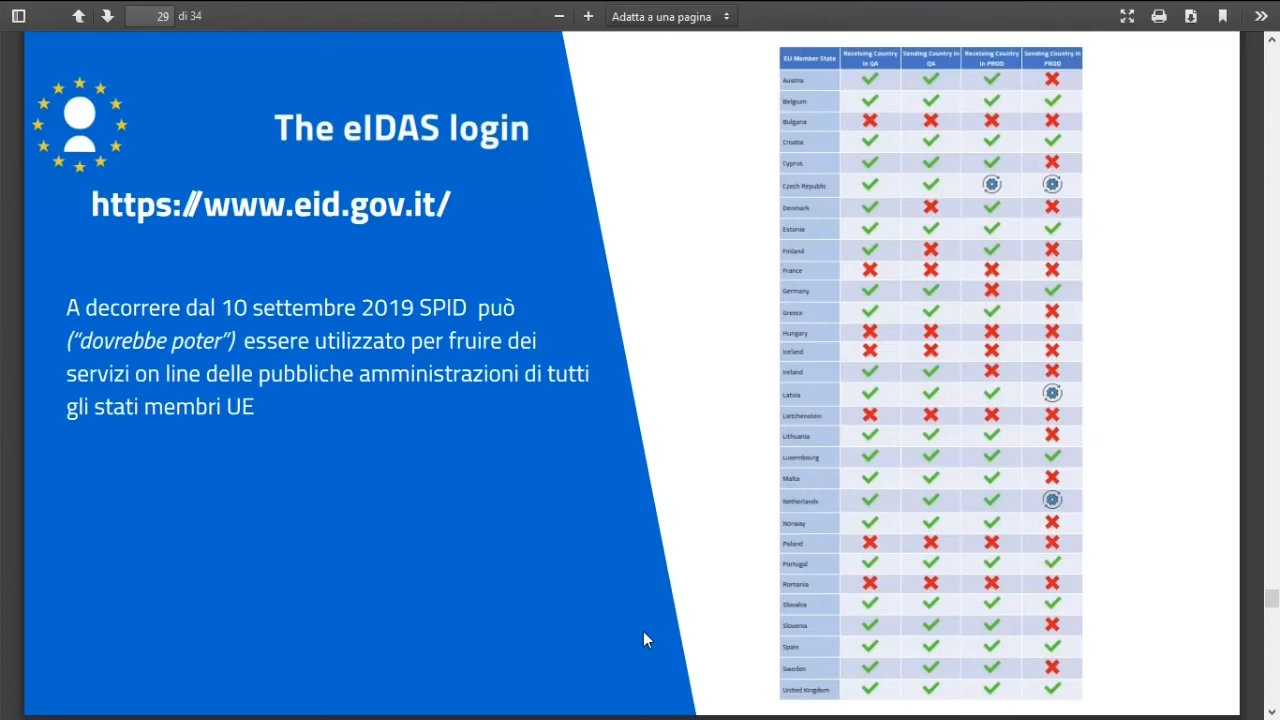 29 di 34
Adatta a una pagina
The eIDAS login
https://www.eid.gov.it/
A decorrere dal 10 settembre 2019 SPID può
(“dovrebbe poter”) essere utilizzato per fruire dei
servizi on line delle pubbliche amministrazioni di tutti
gli stati membri UE
EU Member State
Receiving Country in QA
Sending Country in QA
Receiving Country in PROD
Sending Country in PROD
Austria
Belgium
Bulgaria
Croatia
Cyprus
Czech Republic
Denmark
Estonia
Finland
France
Germany
Greece
Hungary
Iceland
Ireland
Latvia
Lietchenstein
Lithuania
Luxembourg
Malta
Netherlands
Norway
Poland
Portugal
Romania
Slovakia
Slovenia
Spain
Sweden
United Kingdom